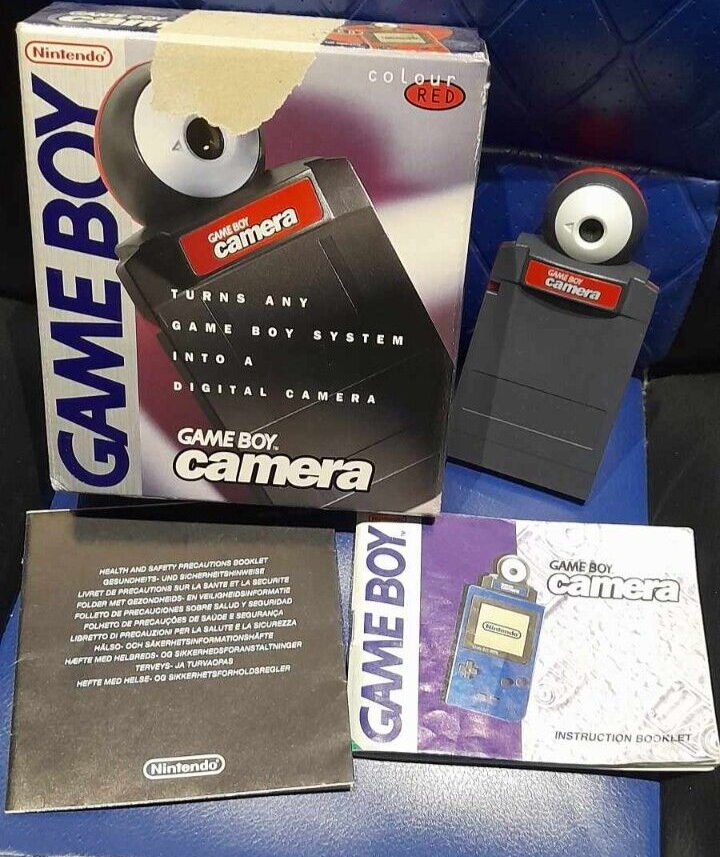 Nintendo
GAME BOY
colour
RED
GAME BOY
camera
TURNS ANY
GAME BOY SYSTEM
INTO A
DIGITAL CAMERA
GAME BOY™
camera
GAME BOY
camera
HEALTH AND SAFETY PRECAUTIONS BOOKLET
GESUNDHEITS- UND SICHERHEITSHINWEISE
LIVRET DE PRECAUTIONS SUR LA SANTE ET LA SECURITE
FOLDER MET GEZONDHEIDS- EN VEILIGHEIDSINFORMATIE
FOLLETO DE PRECAUCIONES SOBRE SALUD Y SEGURIDAD
FOLHETO DE PRECAUÇÕES DE SAÚDE E SEGURANÇA
LIBRETTO DI PRECAUZIONI PER LA SALUTE E LA SICUREZZA
HÄLSO- OCH SÄKERHETSINFORMATIONSHÄFTE
HÆFTE MED HELBREDS- OG SIKKERHEDSFORANSTALTNINGER
TERVEYS- JA TURVAOPAS
HEFTE MED HELSE- OG SIKKERHETSFORHOLDSREGLER
Nintendo
GAME BOY™
GAME BOY
camera
Nintendo
INSTRUCTION BOOKLET